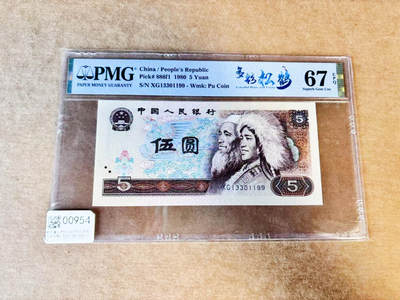 PMG
PAPER MONEY GUARANTY
China / People's Republic
Pick# 886f1 1980 5 Yuan
S/N XG13301199 - Wmk: Pu Coin
67 EPQ
Superb Gem Unc
中国人民银行
5
伍圆
XG13301199
5
5
00954